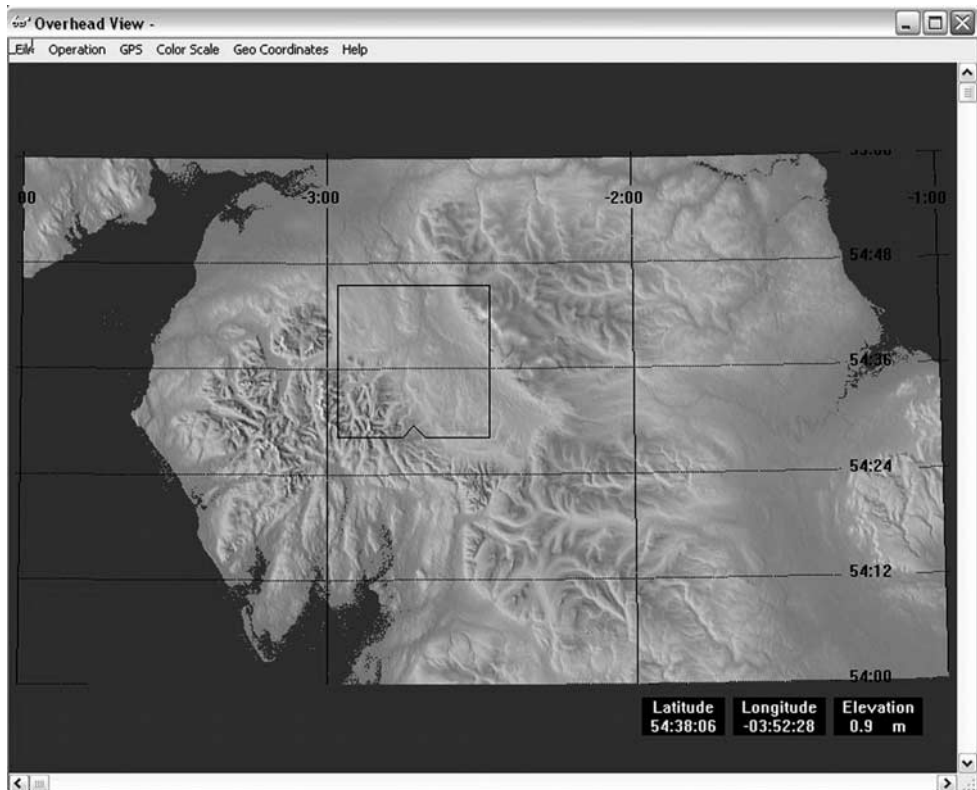 Overhead View -
File Operation GPS Color Scale Geo Coordinates Help
00 -3:00 -2:00 -1:00
54:48
54:36
54:24
54:12
54:00
Latitude Longitude Elevation
54:38:06 -03:52:28 0.9 m